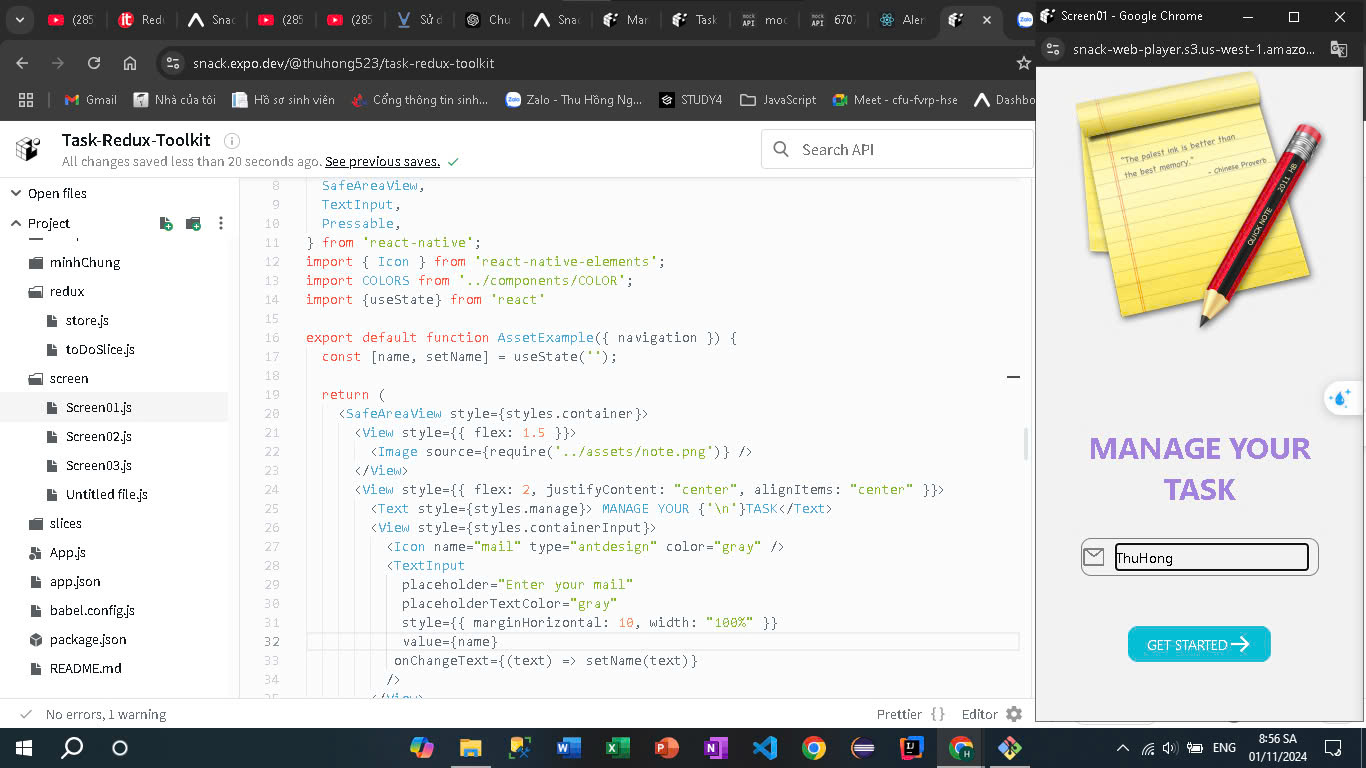 (285
Redu
Snac
(285
(285
Sử d
Chu
Snac
Mar
Task
moc
6707
Aler
Screen01 - Google Chrome
snack.expo.dev/@thuhong523/task-redux-toolkit
snack-web-player.s3.us-west-1.amazo...
Gmail
Nhà của tôi
Hồ sơ sinh viên
Cổng thông tin sinh...
Zalo - Thu Hồng Ng...
STUDY4
JavaScript
Meet - cfu-fvrp-hse
Dashbo
Task-Redux-Toolkit
All changes saved less than 20 seconds ago. See previous saves.
Search API
Open files
Project
minhChung
redux
store.js
toDoSlice.js
screen
Screen01.js
Screen02.js
Screen03.js
Untitled file.js
slices
App.js
app.json
babel.config.js
package.json
README.md
8 SafeAreaView,
9 TextInput,
10 Pressable,
11 } from 'react-native';
12 import { Icon } from 'react-native-elements';
13 import COLORS from '../components/COLOR';
14 import {useState} from 'react'
15
16 export default function AssetExample({ navigation }) {
17 const [name, setName] = useState('');
18
19 return (
20 <SafeAreaView style={styles.container}>
21 <View style={{ flex: 1.5 }}>
22 <Image source={require('../assets/note.png')} />
23 </View>
24 <View style={{ flex: 2, justifyContent: "center", alignItems: "center" }}>
25 <Text style={styles.manage}> MANAGE YOUR {'\n'}TASK</Text>
26 <View style={styles.containerInput}>
27 <Icon name="mail" type="antdesign" color="gray" />
28 <TextInput
29 placeholder="Enter your mail"
30 placeholderTextColor="gray"
31 style={{ marginHorizontal: 10, width: "100%" }}
32 value={name}
33 onChangeText={(text) => setName(text)}
34 />
35 </View>
"The palest ink is better than
the best memory."
- Chinese Proverb
QUICK NOTE
2011 HB
MANAGE YOUR
TASK
ThuHong
GET STARTED
No errors, 1 warning
Prettier {}
Editor
ENG
8:56 SA
01/11/2024